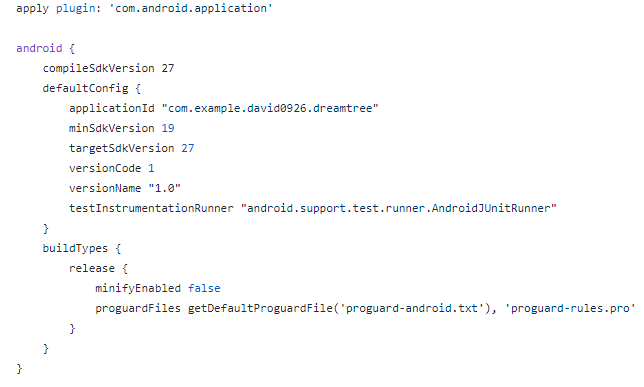 apply plugin: 'com.android.application'
android {
compileSdkVersion 27
defaultConfig {
applicationId "com.example.david0926.dreamtree"
minSdkVersion 19
targetSdkVersion 27
versionCode 1
versionName "1.0"
testInstrumentationRunner "android.support.test.runner.AndroidJUnitRunner"
}
buildTypes {
release {
minifyEnabled false
proguardFiles getDefaultProguardFile('proguard-android.txt'), 'proguard-rules.pro'
}
}
}